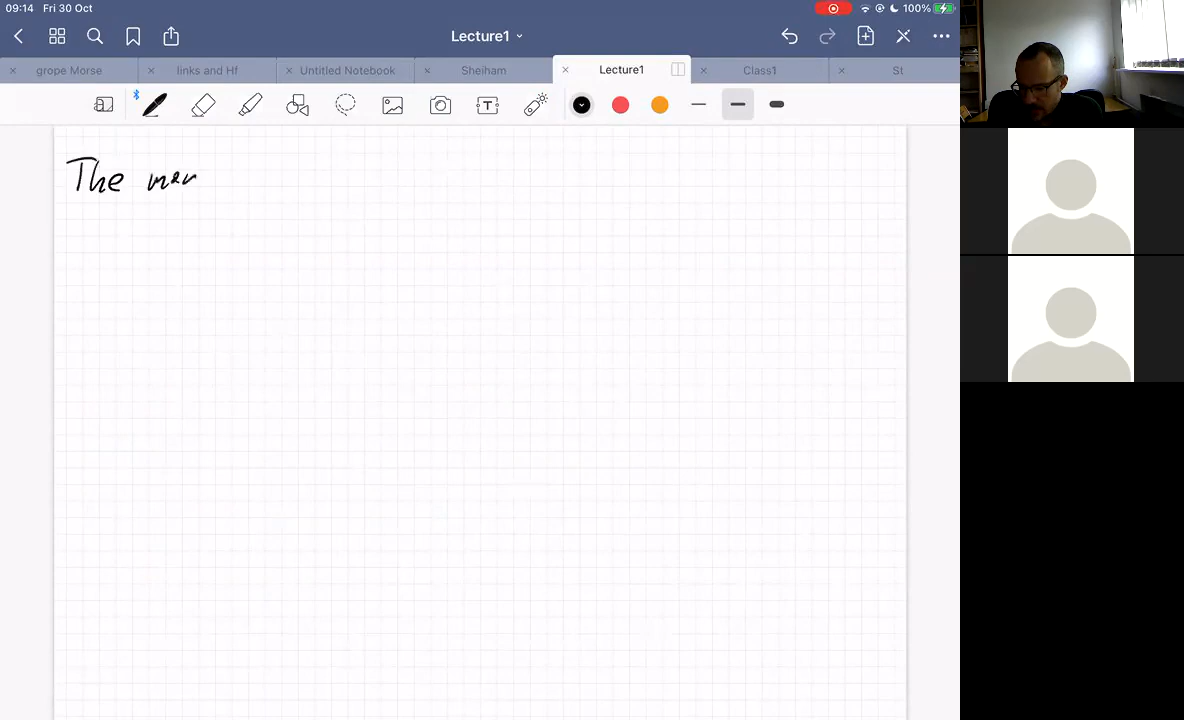 09:14 Fri 30 Oct 100%
Lecture1
grope Morse links and Hf Untitled Notebook Sheiham Lecture1 Class1 St
The man